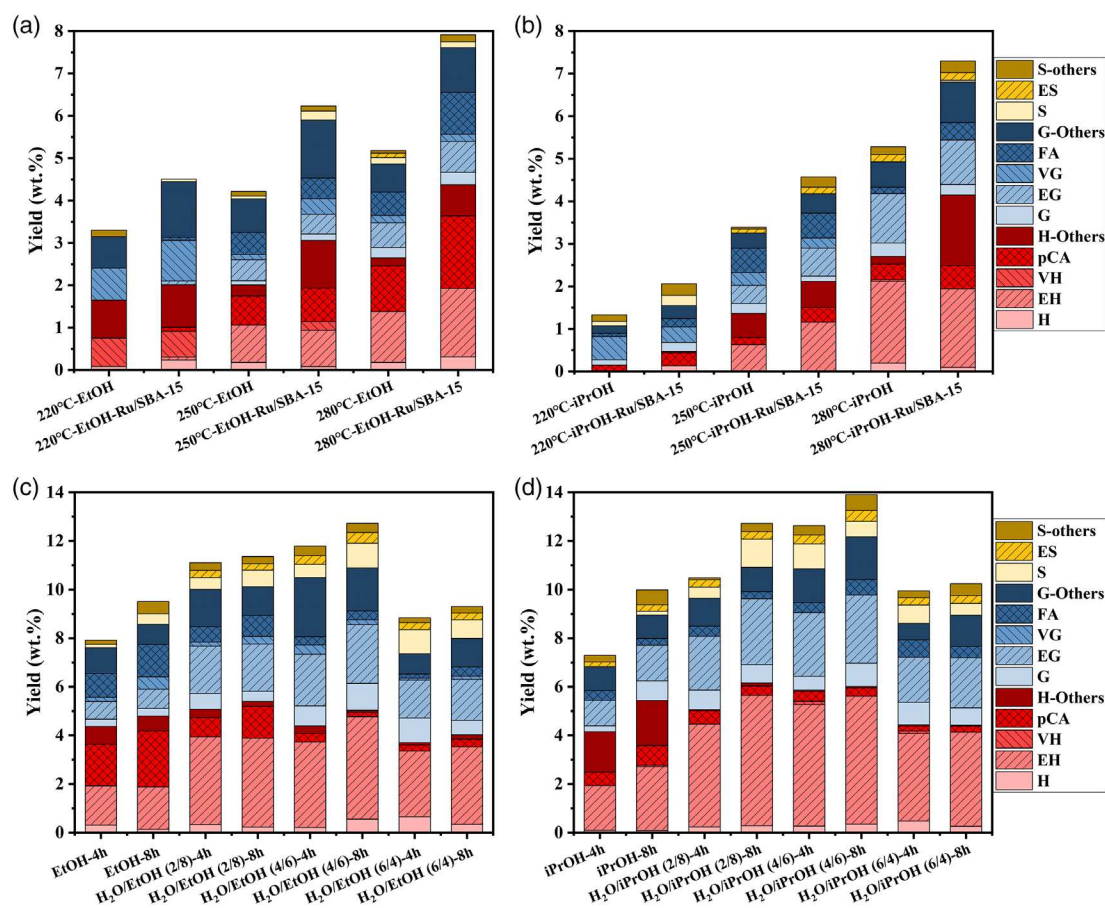 (a)
Yield (wt.%)
8
7
6
5
4
3
2
1
0
220°C-EtOH
220°C-EtOH-Ru/SBA-15
250°C-EtOH
250°C-EtOH-Ru/SBA-15
280°C-EtOH
280°C-EtOH-Ru/SBA-15
(b)
Yield (wt.%)
8
7
6
5
4
3
2
1
0
220°C-iPrOH
220°C-iPrOH-Ru/SBA-15
250°C-iPrOH
250°C-iPrOH-Ru/SBA-15
280°C-iPrOH
280°C-iPrOH-Ru/SBA-15
S-others
ES
S
G-Others
FA
VG
EG
G
H-Others
pCA
VH
EH
H
(c)
Yield (wt.%)
14
12
10
8
6
4
2
0
EtOH-4h
EtOH-8h
H₂O/EtOH (2/8)-4h
H₂O/EtOH (2/8)-8h
H₂O/EtOH (4/6)-4h
H₂O/EtOH (4/6)-8h
H₂O/EtOH (6/4)-4h
H₂O/EtOH (6/4)-8h
(d)
Yield (wt.%)
14
12
10
8
6
4
2
0
iPrOH-4h
iPrOH-8h
H₂O/iPrOH (2/8)-4h
H₂O/iPrOH (2/8)-8h
H₂O/iPrOH (4/6)-4h
H₂O/iPrOH (4/6)-8h
H₂O/iPrOH (6/4)-4h
H₂O/iPrOH (6/4)-8h
S-others
ES
S
G-Others
FA
VG
EG
G
H-Others
pCA
VH
EH
H